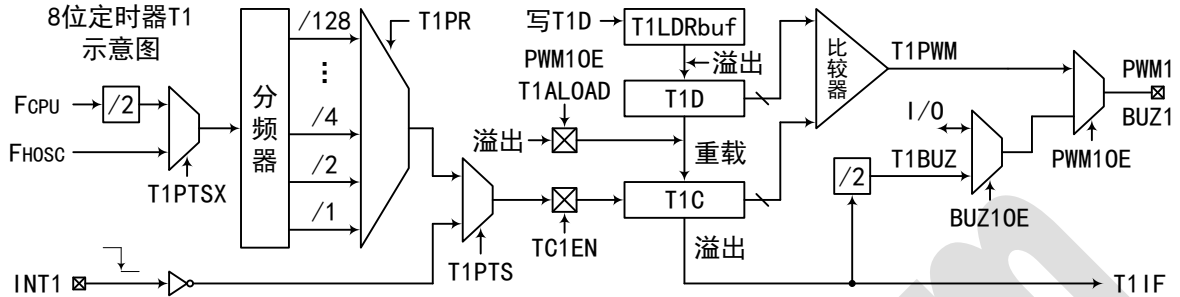 8位定时器T1
示意图
FCPU
/2
FHOSC
T1PTSX
分频器
/128
⋮
/4
/2
/1
T1PR
INT1
T1PTS
TC1EN
写T1D
T1LDRbuf
PWM1OE
T1ALOAD
溢出
溢出
T1D
重载
T1C
溢出
比较器
T1PWM
I/O
T1BUZ
/2
BUZ1OE
PWM1OE
PWM1
BUZ1
T1IF